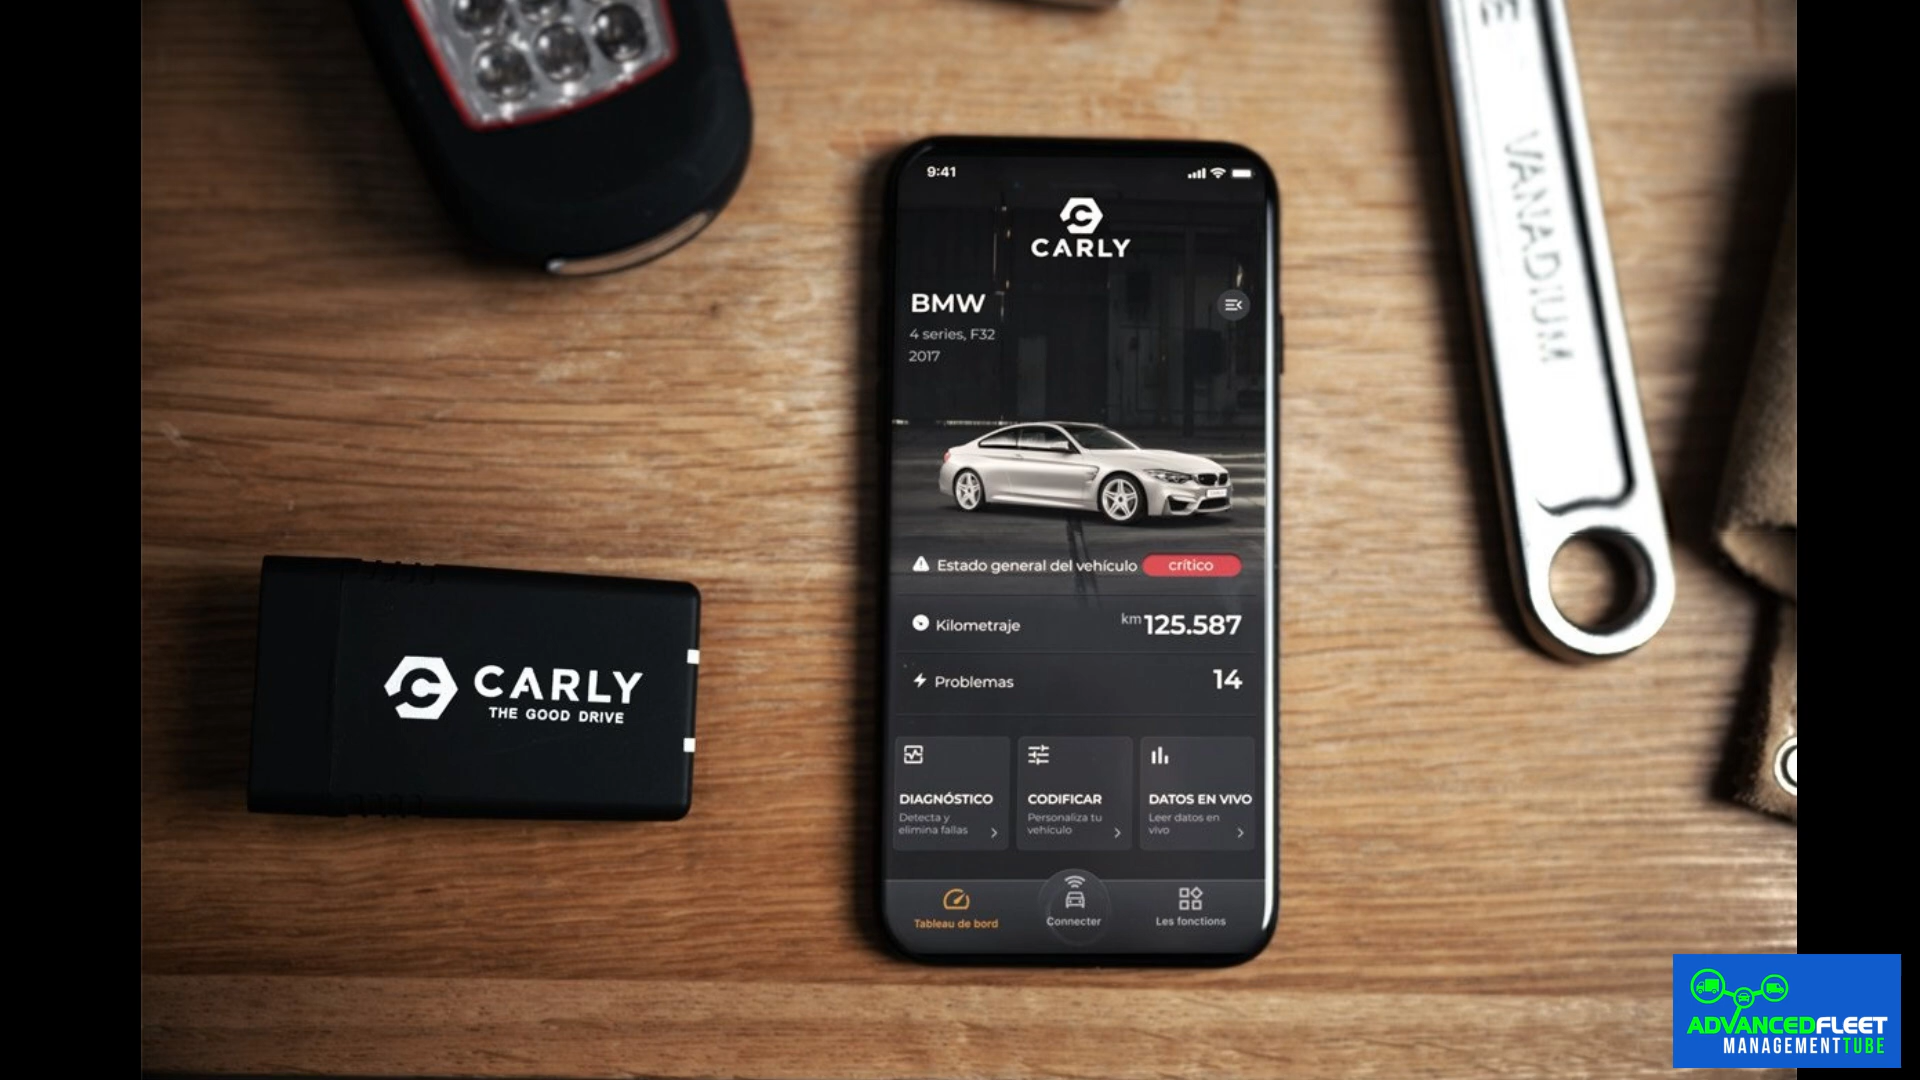 9:41
CARLY
BMW
4 series, F32
2017
Estado general del vehículo crítico
Kilometraje km 125.587
Problemas 14
DIAGNÓSTICO
Detecta y
elimina fallas
CODIFICAR
Personaliza tu
vehículo
DATOS EN VIVO
Leer datos en
vivo
Tableau de bord
Connecter
Les fonctions
CARLY
THE GOOD DRIVE
VANADIUM
ADVANCEDFLEET
MANAGEMENTTUBE